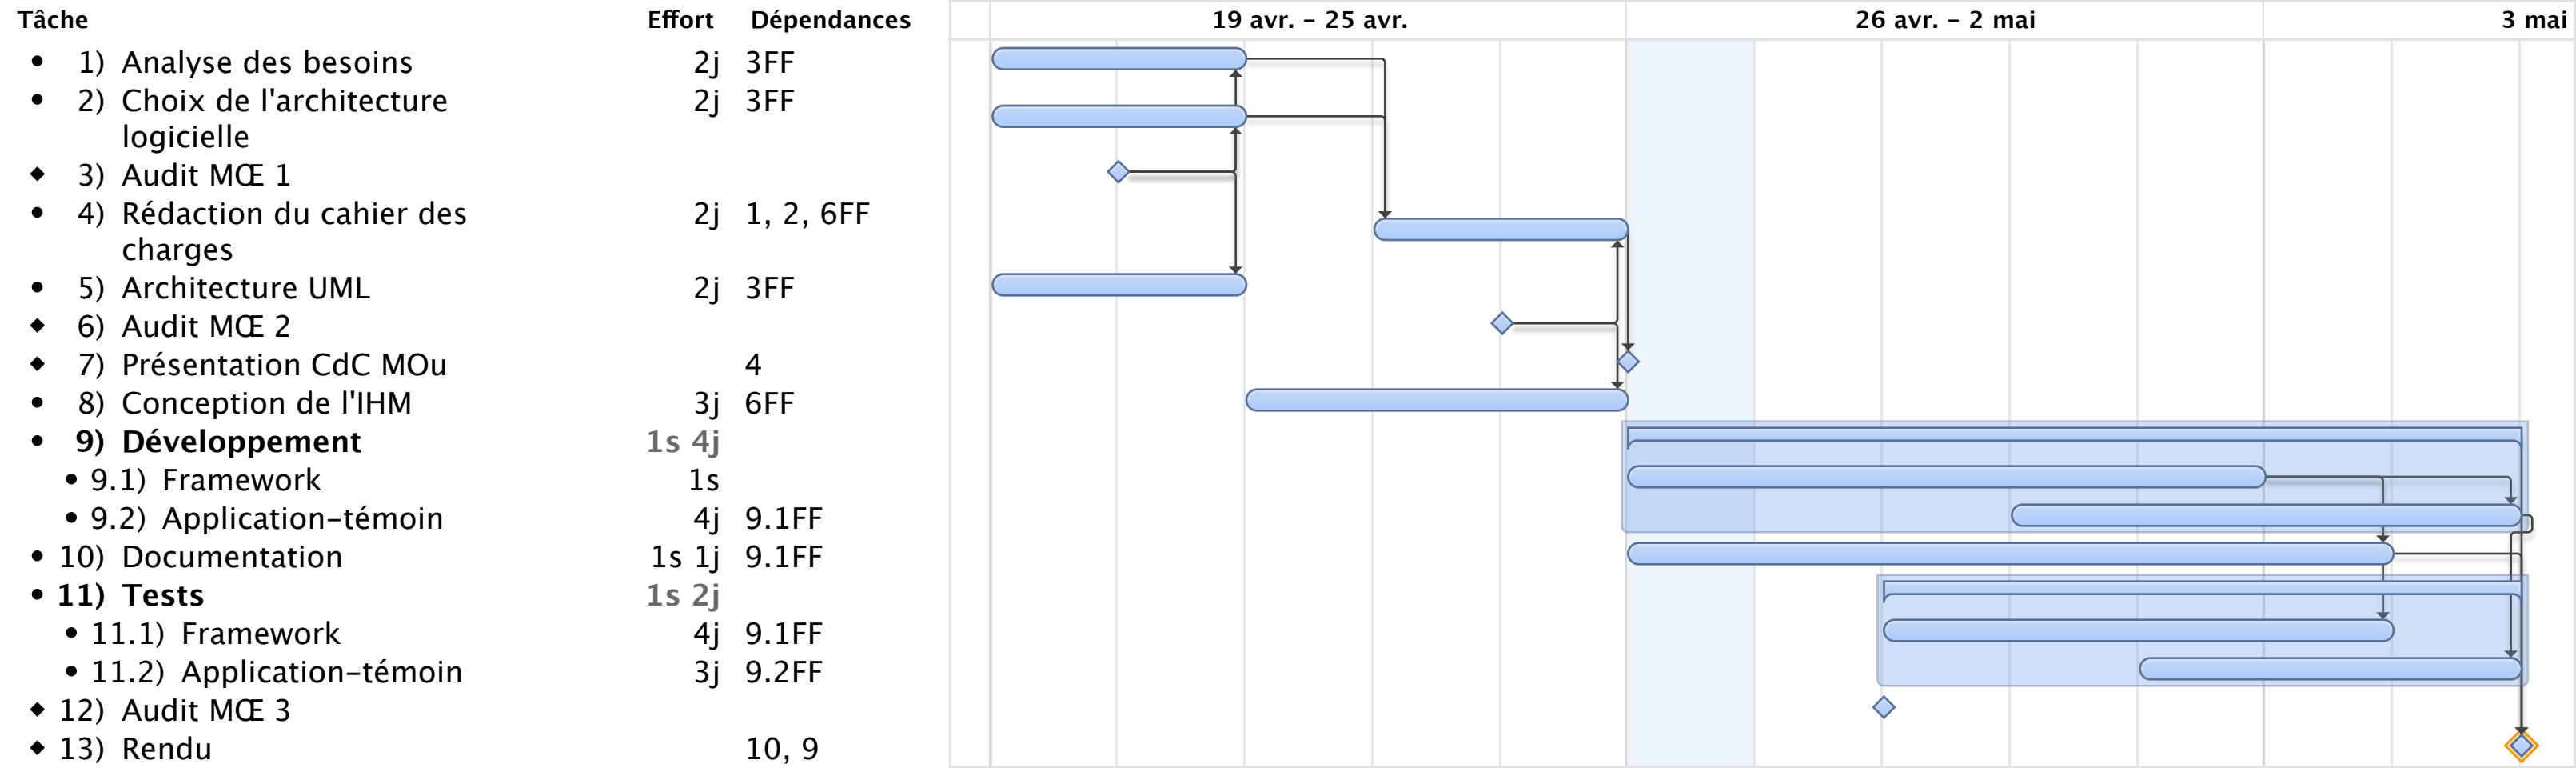 Tâche Effort Dépendances 19 avr. – 25 avr. 26 avr. – 2 mai 3 mai
• 1) Analyse des besoins 2j 3FF
• 2) Choix de l'architecture 2j 3FF
logicielle
◆ 3) Audit MŒ 1
• 4) Rédaction du cahier des 2j 1, 2, 6FF
charges
• 5) Architecture UML 2j 3FF
◆ 6) Audit MŒ 2
◆ 7) Présentation CdC MOu 4
• 8) Conception de l'IHM 3j 6FF
• 9) Développement 1s 4j
• 9.1) Framework 1s
• 9.2) Application-témoin 4j 9.1FF
• 10) Documentation 1s 1j 9.1FF
• 11) Tests 1s 2j
• 11.1) Framework 4j 9.1FF
• 11.2) Application-témoin 3j 9.2FF
◆ 12) Audit MŒ 3
◆ 13) Rendu 10, 9